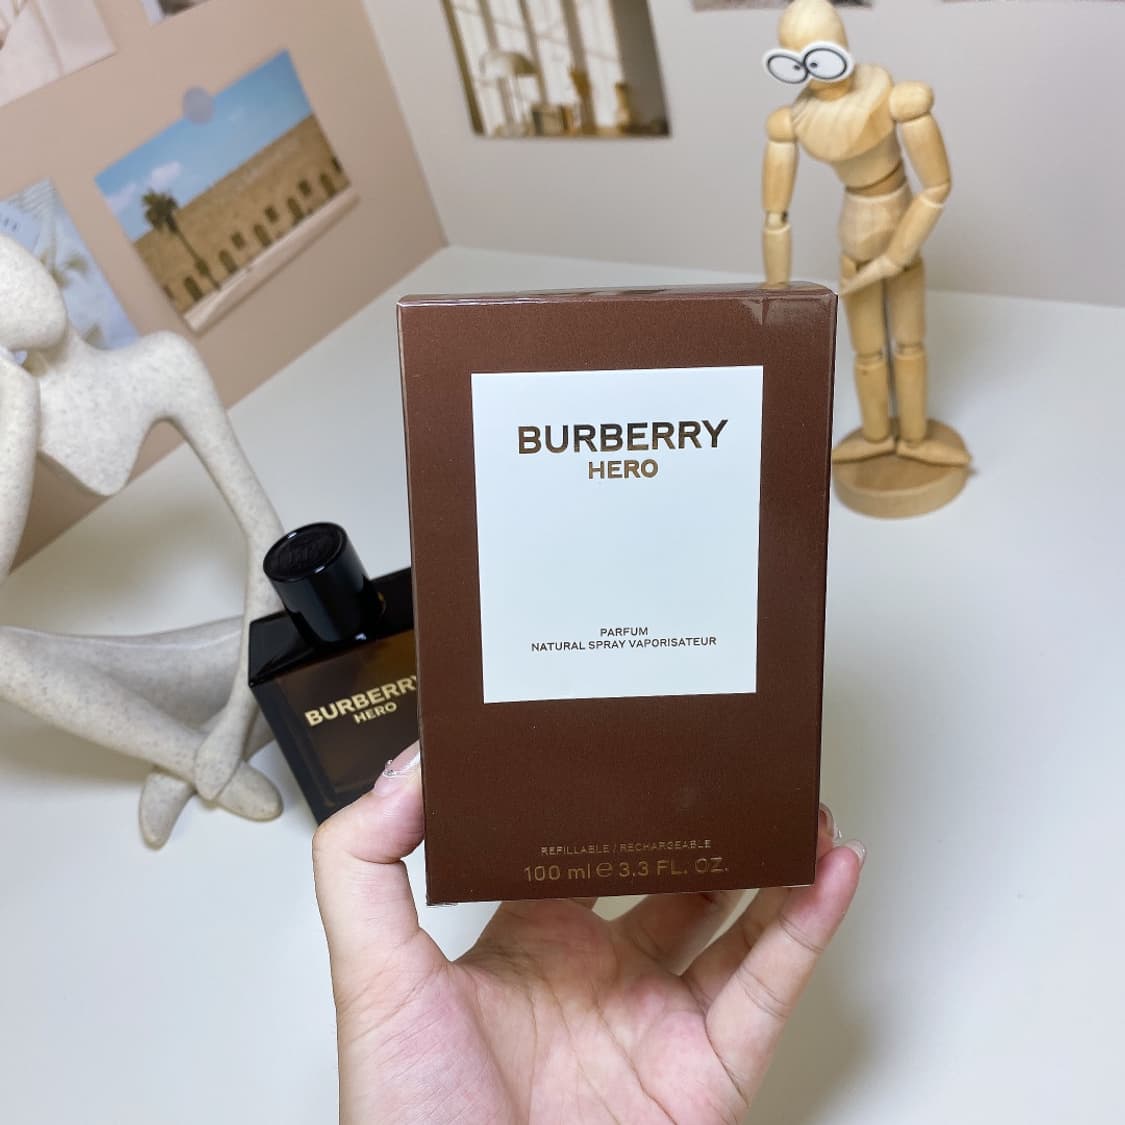 BURBERRY
HERO
PARFUM
NATURAL SPRAY VAPORISATEUR
REFILLABLE / RECHARGEABLE
100 ml ℮ 3.3 FL. OZ.
BURBERRY
HERO